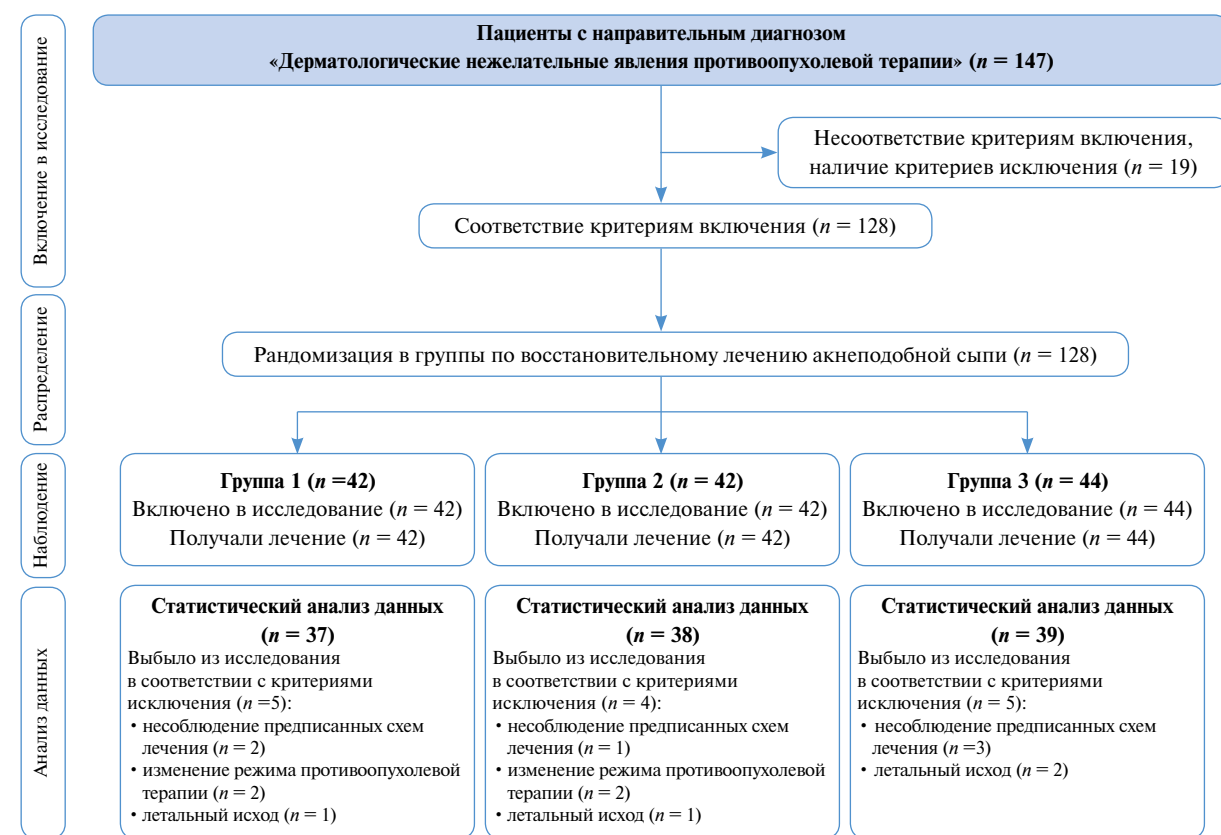 Включение в исследование
Пациенты с направительным диагнозом
«Дерматологические нежелательные явления противоопухолевой терапии» (n = 147)
Несоответствие критериям включения,
наличие критериев исключения (n = 19)
Соответствие критериям включения (n = 128)
Распределение
Рандомизация в группы по восстановительному лечению акнеподобной сыпи (n = 128)
Наблюдение
Группа 1 (n =42)
Включено в исследование (n = 42)
Получали лечение (n = 42)
Группа 2 (n = 42)
Включено в исследование (n = 42)
Получали лечение (n = 42)
Группа 3 (n = 44)
Включено в исследование (n = 44)
Получали лечение (n = 44)
Анализ данных
Статистический анализ данных
(n = 37)
Выбыло из исследования
в соответствии с критериями
исключения (n =5):
• несоблюдение предписанных схем
лечения (n = 2)
• изменение режима противоопухолевой
терапии (n = 2)
• летальный исход (n = 1)
Статистический анализ данных
(n = 38)
Выбыло из исследования
в соответствии с критериями
исключения (n = 4):
• несоблюдение предписанных схем
лечения (n = 1)
• изменение режима противоопухолевой
терапии (n = 2)
• летальный исход (n = 1)
Статистический анализ данных
(n = 39)
Выбыло из исследования
в соответствии с критериями
исключения (n = 5):
• несоблюдение предписанных схем
лечения (n =3)
• летальный исход (n = 2)